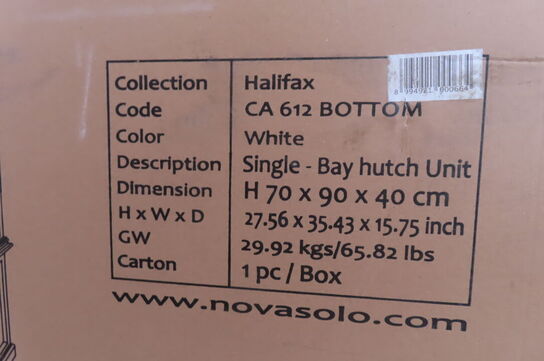 Collection Halifax
Code CA 612 BOTTOM
Color White
Description Single - Bay hutch Unit
Dimension H 70 x 90 x 40 cm
H x W x D 27.56 x 35.43 x 15.75 inch
GW 29.92 kgs/65.82 lbs
Carton 1 pc / Box
www.novasolo.com